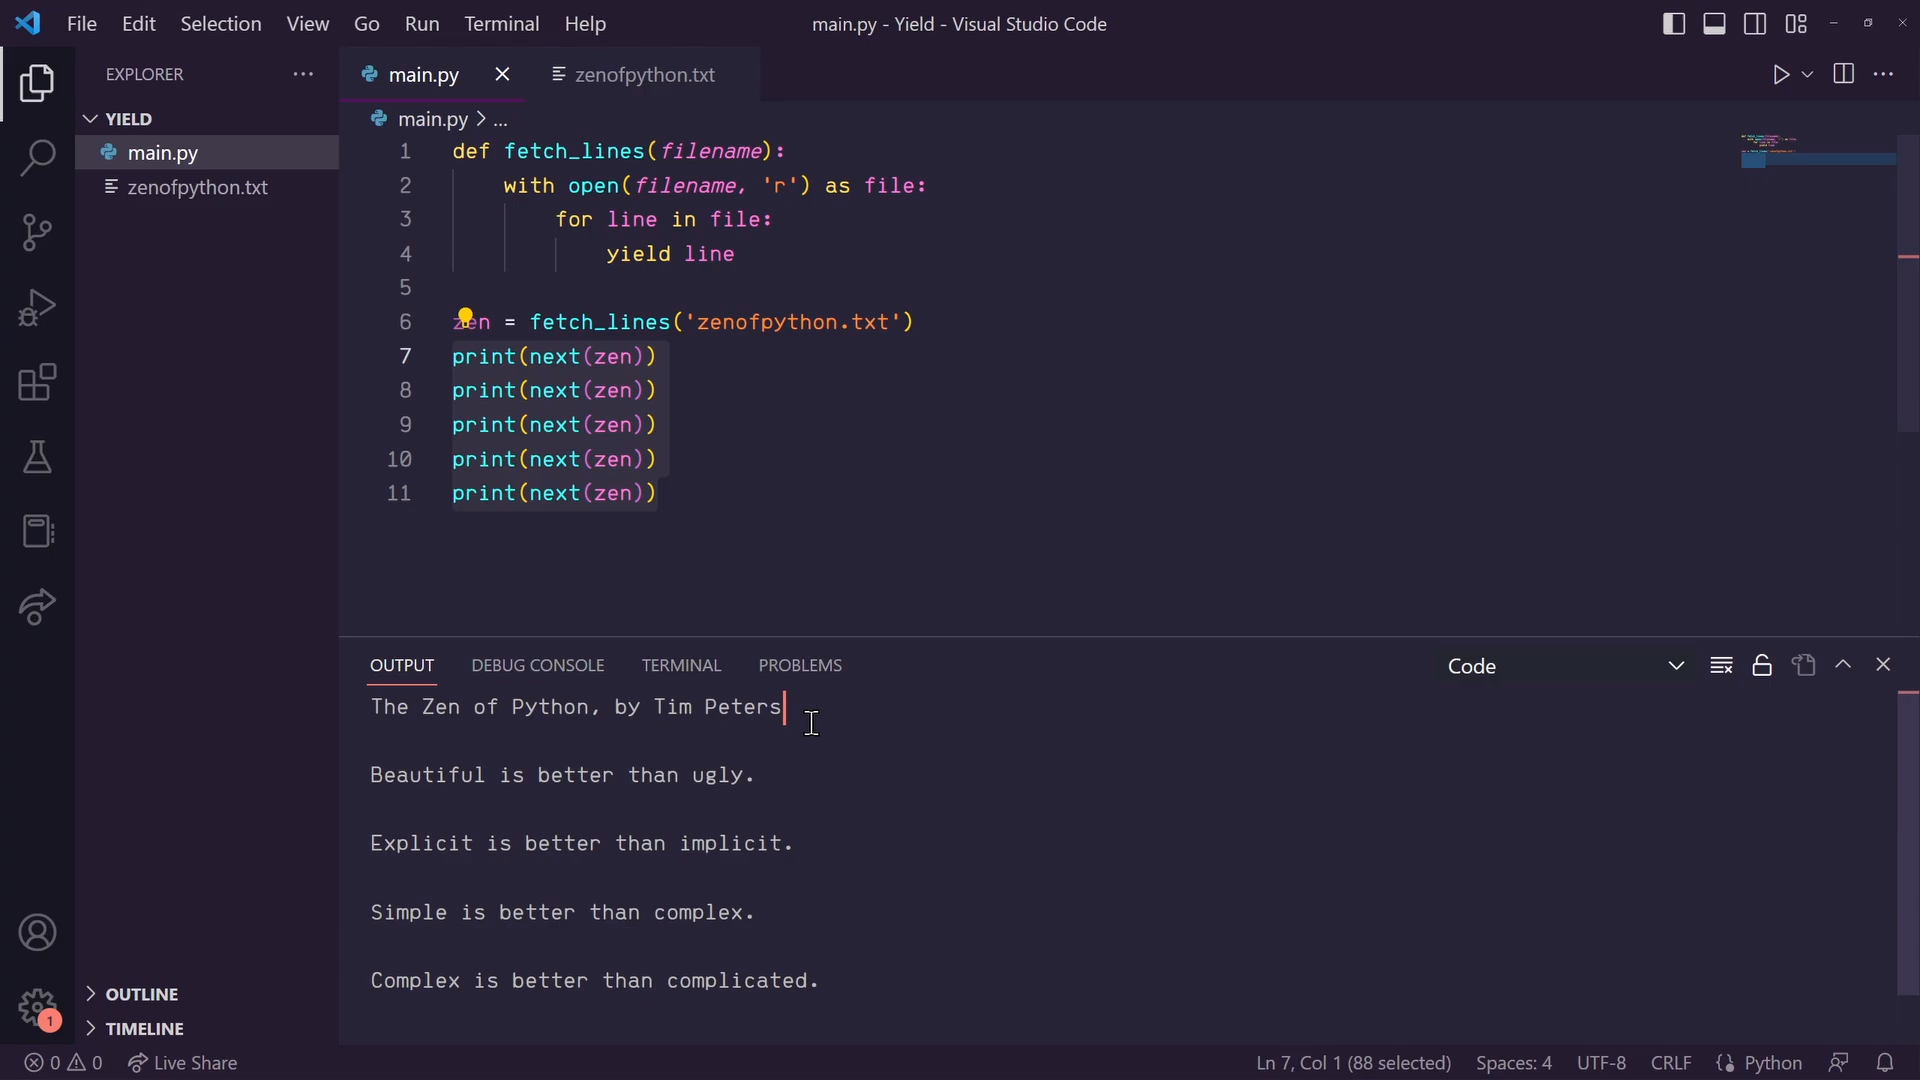 File Edit Selection View Go Run Terminal Help main.py - Yield - Visual Studio Code
EXPLORER ...
YIELD
main.py
zenofpython.txt
OUTLINE
TIMELINE
main.py zenofpython.txt
main.py > ...
1 def fetch_lines(filename):
2 with open(filename, 'r') as file:
3 for line in file:
4 yield line
5
6 zen = fetch_lines('zenofpython.txt')
7 print(next(zen))
8 print(next(zen))
9 print(next(zen))
10 print(next(zen))
11 print(next(zen))
OUTPUT DEBUG CONSOLE TERMINAL PROBLEMS Code
The Zen of Python, by Tim Peters
Beautiful is better than ugly.
Explicit is better than implicit.
Simple is better than complex.
Complex is better than complicated.
1
0 0 Live Share Ln 7, Col 1 (88 selected) Spaces: 4 UTF-8 CRLF Python